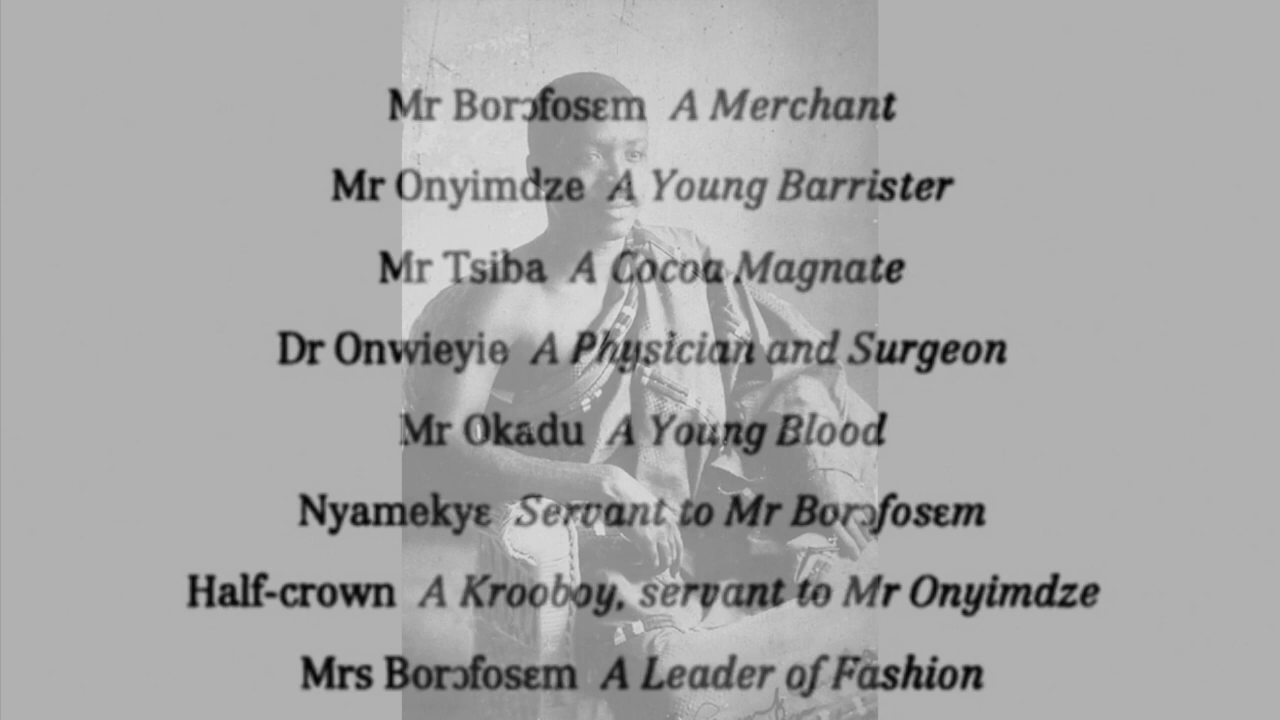 Mr Borɔfosɛm A Merchant
Mr Onyimdze A Young Barrister
Mr Tsiba A Cocoa Magnate
Dr Onwieyie A Physician and Surgeon
Mr Okadu A Young Blood
Nyamekyɛ Servant to Mr Borɔfosɛm
Half-crown A Krooboy, servant to Mr Onyimdze
Mrs Borɔfosɛm A Leader of Fashion